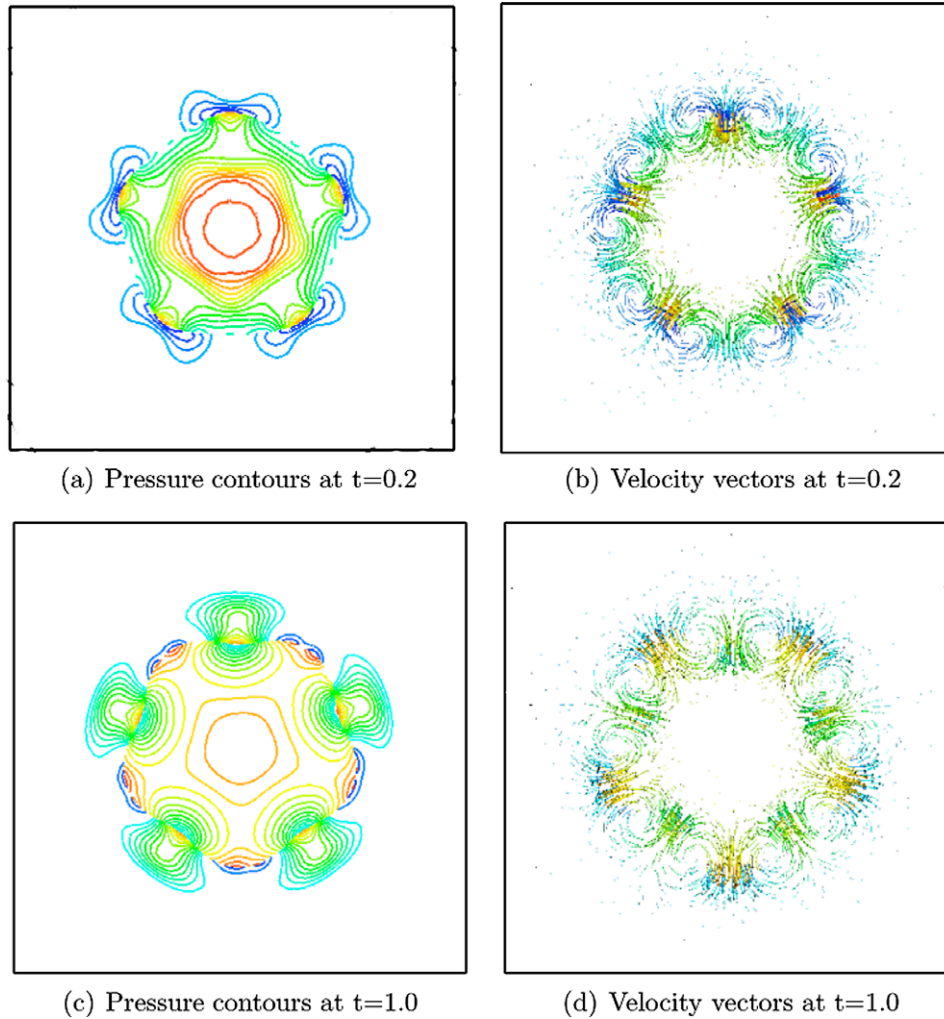 (a) Pressure contours at t=0.2
(b) Velocity vectors at t=0.2
(c) Pressure contours at t=1.0
(d) Velocity vectors at t=1.0